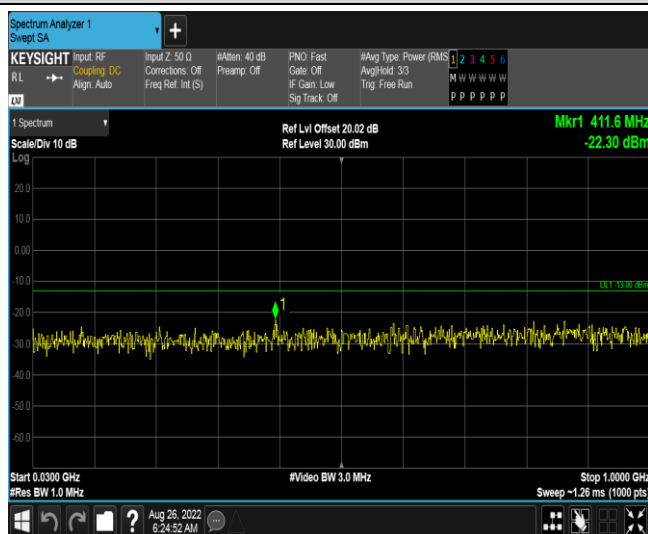 Spectrum Analyzer 1
Swept SA
+
KEYSIGHT
RL
LXI
Input: RF
Coupling: DC
Align: Auto
Input Z: 50 Ω
Corrections: Off
Freq Ref: Int (S)
#Atten: 40 dB
Preamp: Off
PNO: Fast
Gate: Off
IF Gain: Low
Sig Track: Off
#Avg Type: Power (RMS
Avg|Hold: 3/3
Trig: Free Run
1 2 3 4 5 6
M W W W W W
P P P P P P
1 Spectrum
Scale/Div 10 dB
Log
Ref Lvl Offset 20.02 dB
Ref Level 30.00 dBm
Mkr1 411.6 MHz
-22.30 dBm
20.0
10.0
0.00
-10.0
DL1 -13.00 dBm
-20.0
1
-30.0
-40.0
-50.0
-60.0
Start 0.0300 GHz
#Res BW 1.0 MHz
#Video BW 3.0 MHz
Stop 1.0000 GHz
Sweep ~1.26 ms (1000 pts)
?
Aug 26, 2022
6:24:52 AM